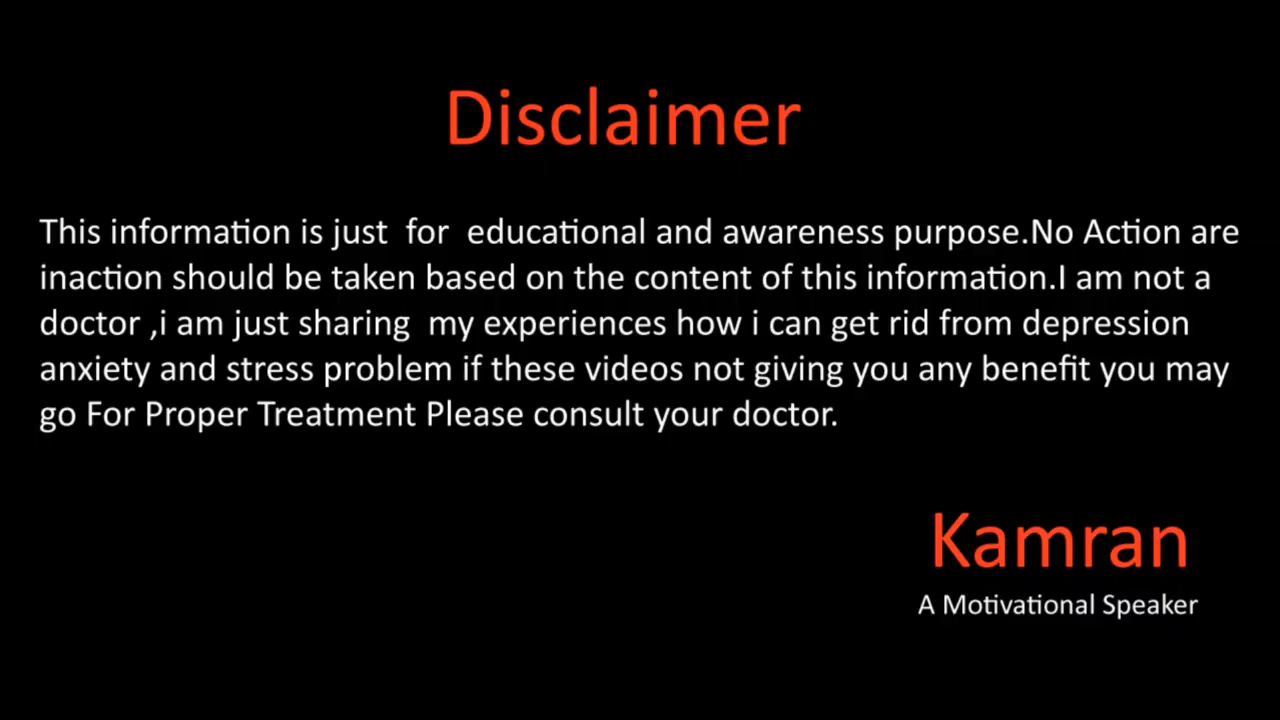 Disclaimer
This information is just  for  educational and awareness purpose.No Action are
inaction should be taken based on the content of this information.I am not a
doctor ,i am just sharing  my experiences how i can get rid from depression
anxiety and stress problem if these videos not giving you any benefit you may
go For Proper Treatment Please consult your doctor.
Kamran
A Motivational Speaker